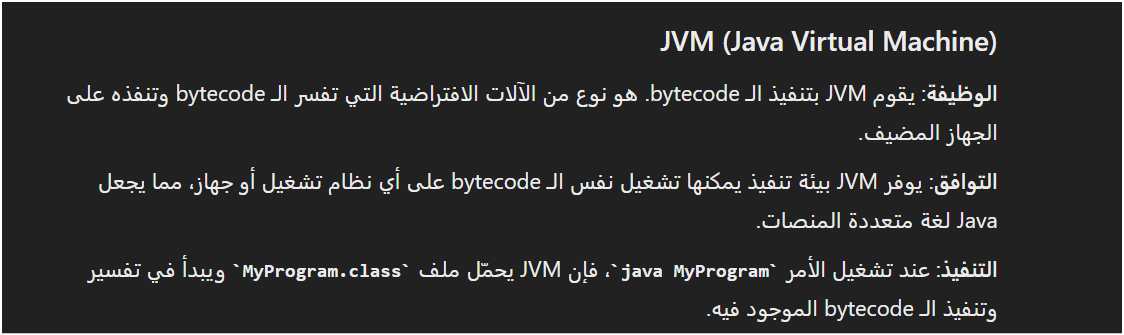 JVM (Java Virtual Machine)
الوظيفة: يقوم JVM بتنفيذ الـ bytecode. هو نوع من الآلات الافتراضية التي تفسر الـ bytecode وتنفذه على
الجهاز المضيف.
التوافق: يوفر JVM بيئة تنفيذ يمكنها تشغيل نفس الـ bytecode على أي نظام تشغيل أو جهاز، مما يجعل
Java لغة متعددة المنصات.
التنفيذ: عند تشغيل الأمر `java MyProgram`، فإن JVM يحمّل ملف `MyProgram.class` ويبدأ في تفسير
وتنفيذ الـ bytecode الموجود فيه.